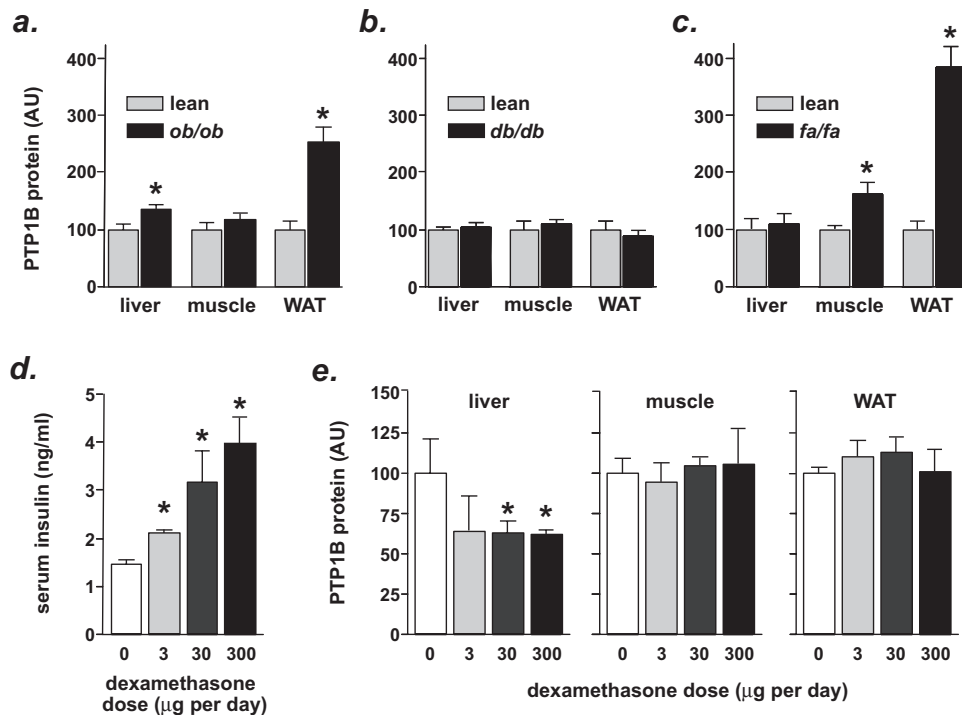 a.
PTP1B protein (AU)
400
300
200
100
0
lean
ob/ob
*
*
liver muscle WAT
b.
400
300
200
100
0
lean
db/db
liver muscle WAT
c.
400
300
200
100
0
lean
fa/fa
*
*
liver muscle WAT
d.
serum insulin (ng/ml)
5
4
3
2
1
0
*
*
*
0 3 30 300
dexamethasone
dose (μg per day)
e.
PTP1B protein (AU)
150
125
100
75
50
25
0
liver
* *
0 3 30 300
muscle
0 3 30 300
WAT
0 3 30 300
dexamethasone dose (μg per day)